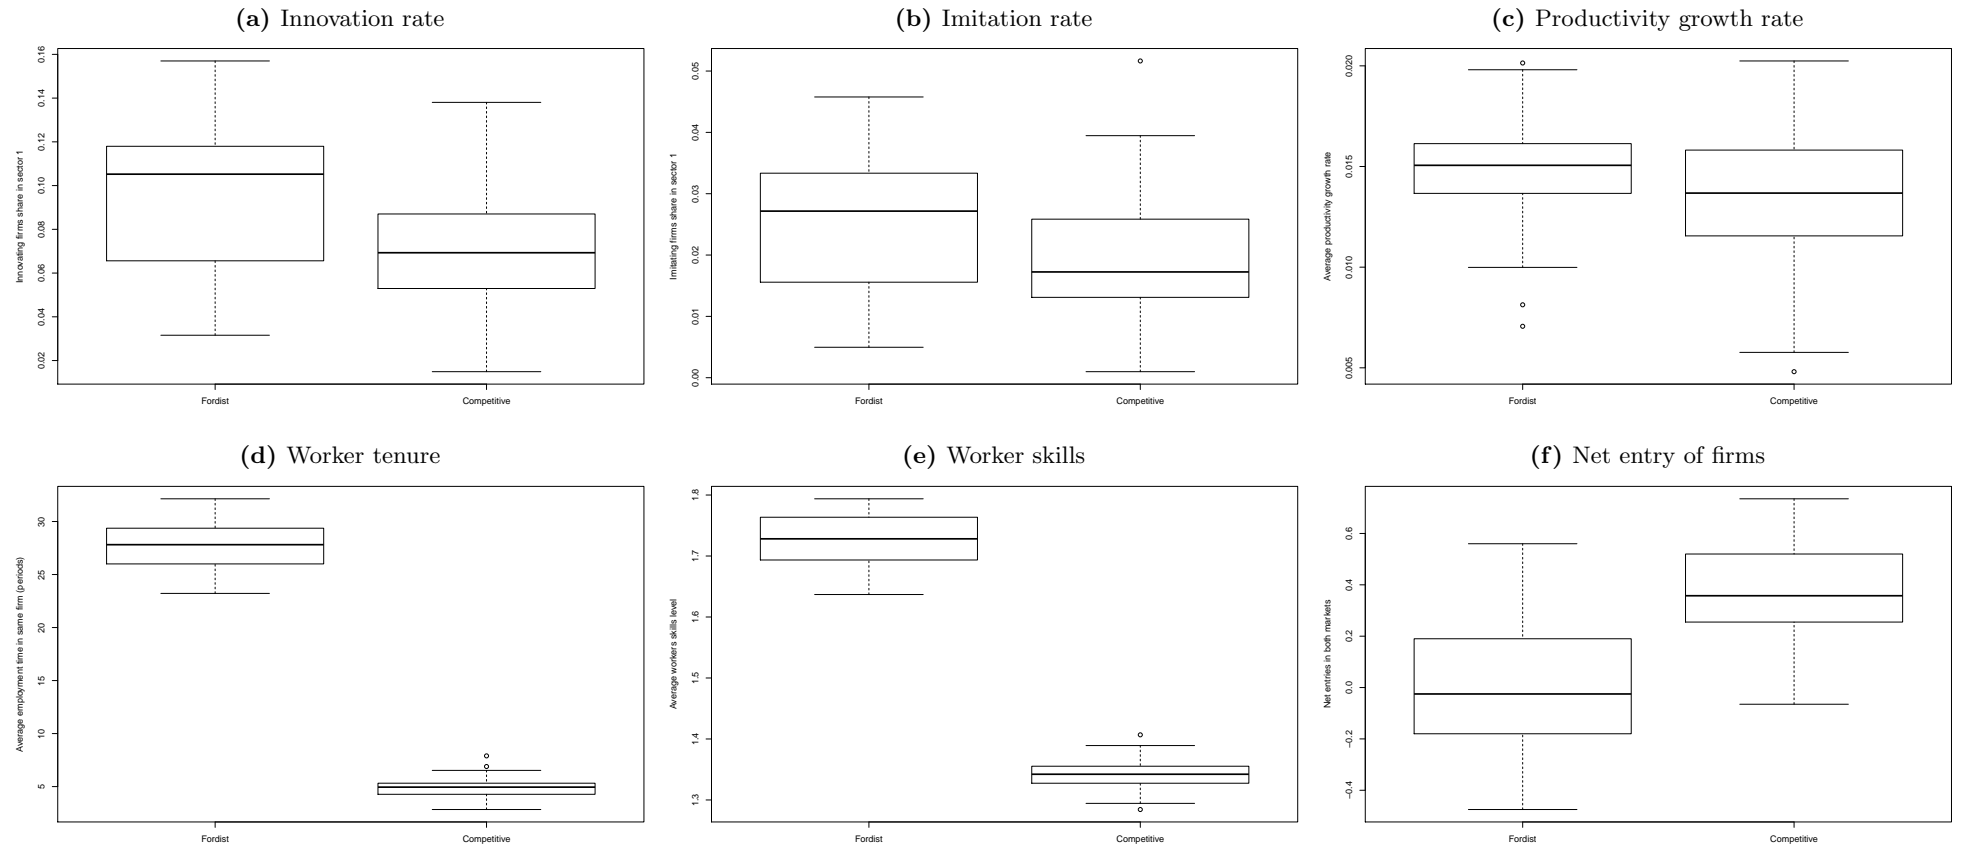 (a) Innovation rate
Innovating firms share in sector 1
0.16
0.14
0.12
0.10
0.08
0.06
0.04
0.02
Fordist
Competitive
(b) Imitation rate
Imitating firms share in sector 1
0.05
0.04
0.03
0.02
0.01
0.00
Fordist
Competitive
(c) Productivity growth rate
Average productivity growth rate
0.020
0.015
0.010
0.005
Fordist
Competitive
(d) Worker tenure
Average employment time in same firm (periods)
30
25
20
15
10
5
Fordist
Competitive
(e) Worker skills
Average workers skills level
1.8
1.7
1.6
1.5
1.4
1.3
Fordist
Competitive
(f) Net entry of firms
Net entries in both markets
0.6
0.4
0.2
0.0
-0.2
-0.4
Fordist
Competitive